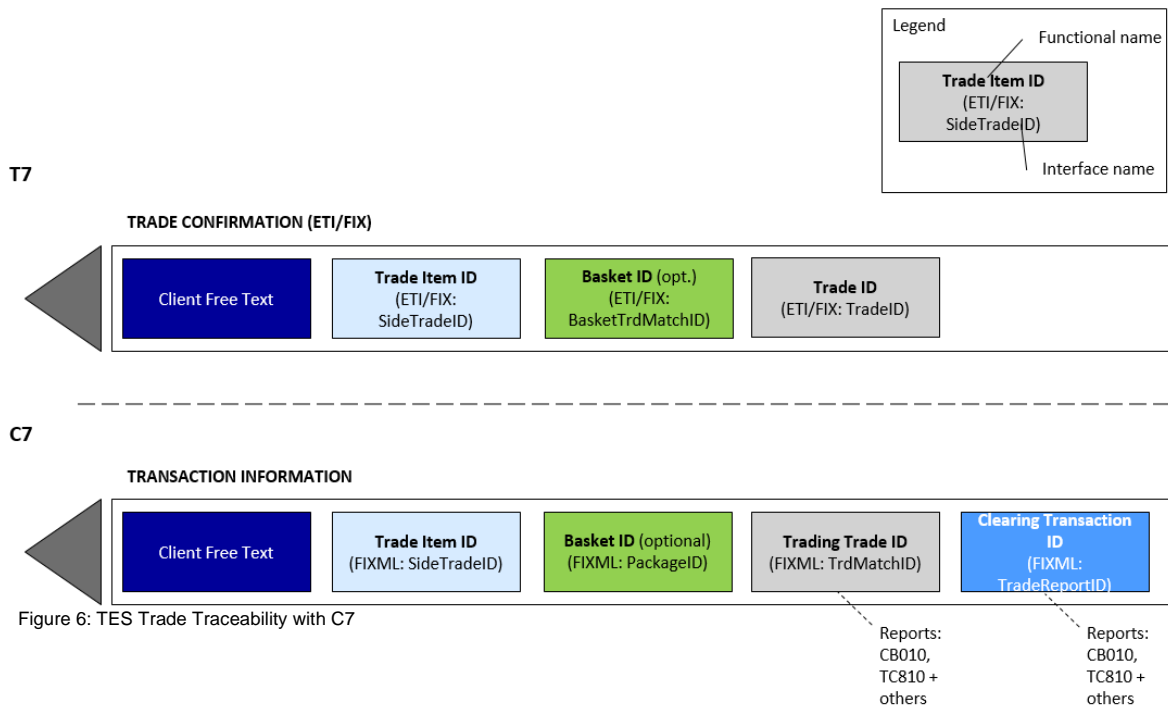 Legend
Functional name
Trade Item ID
(ETI/FIX:
SideTradeID)
Interface name
T7
TRADE CONFIRMATION (ETI/FIX)
Client Free Text
Trade Item ID
(ETI/FIX:
SideTradeID)
Basket ID (opt.)
(ETI/FIX:
BasketTrdMatchID)
Trade ID
(ETI/FIX: TradeID)
C7
TRANSACTION INFORMATION
Client Free Text
Trade Item ID
(FIXML: SideTradeID)
Basket ID (optional)
(FIXML: PackageID)
Trading Trade ID
(FIXML: TrdMatchID)
Clearing Transaction
ID
(FIXML:
TradeReportID)
Figure 6: TES Trade Traceability with C7
Reports:
CB010,
TC810 +
others
Reports:
CB010,
TC810 +
others